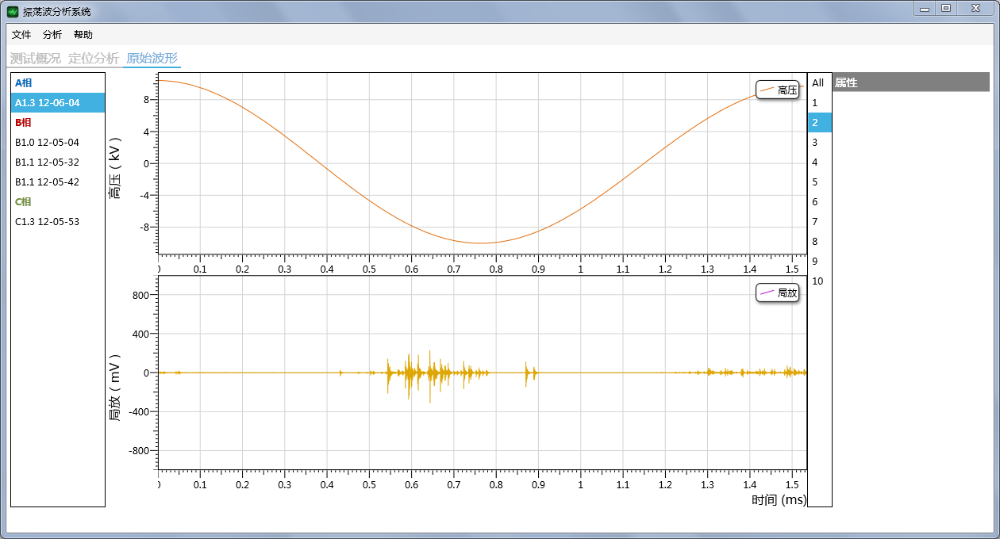 振荡波分析系统
文件 分析 帮助
测试概况 定位分析 原始波形
A相
A1.3 12-06-04
B相
B1.0 12-05-04
B1.1 12-05-32
B1.1 12-05-42
C相
C1.3 12-05-53
高压 ( kV )
8
4
0
-4
-8
高压
0 0.1 0.2 0.3 0.4 0.5 0.6 0.7 0.8 0.9 1 1.1 1.2 1.3 1.4 1.5
局放 ( mV )
800
400
0
-400
-800
局放
0 0.1 0.2 0.3 0.4 0.5 0.6 0.7 0.8 0.9 1 1.1 1.2 1.3 1.4 1.5
时间 (ms)
All
1
2
3
4
5
6
7
8
9
10
属性